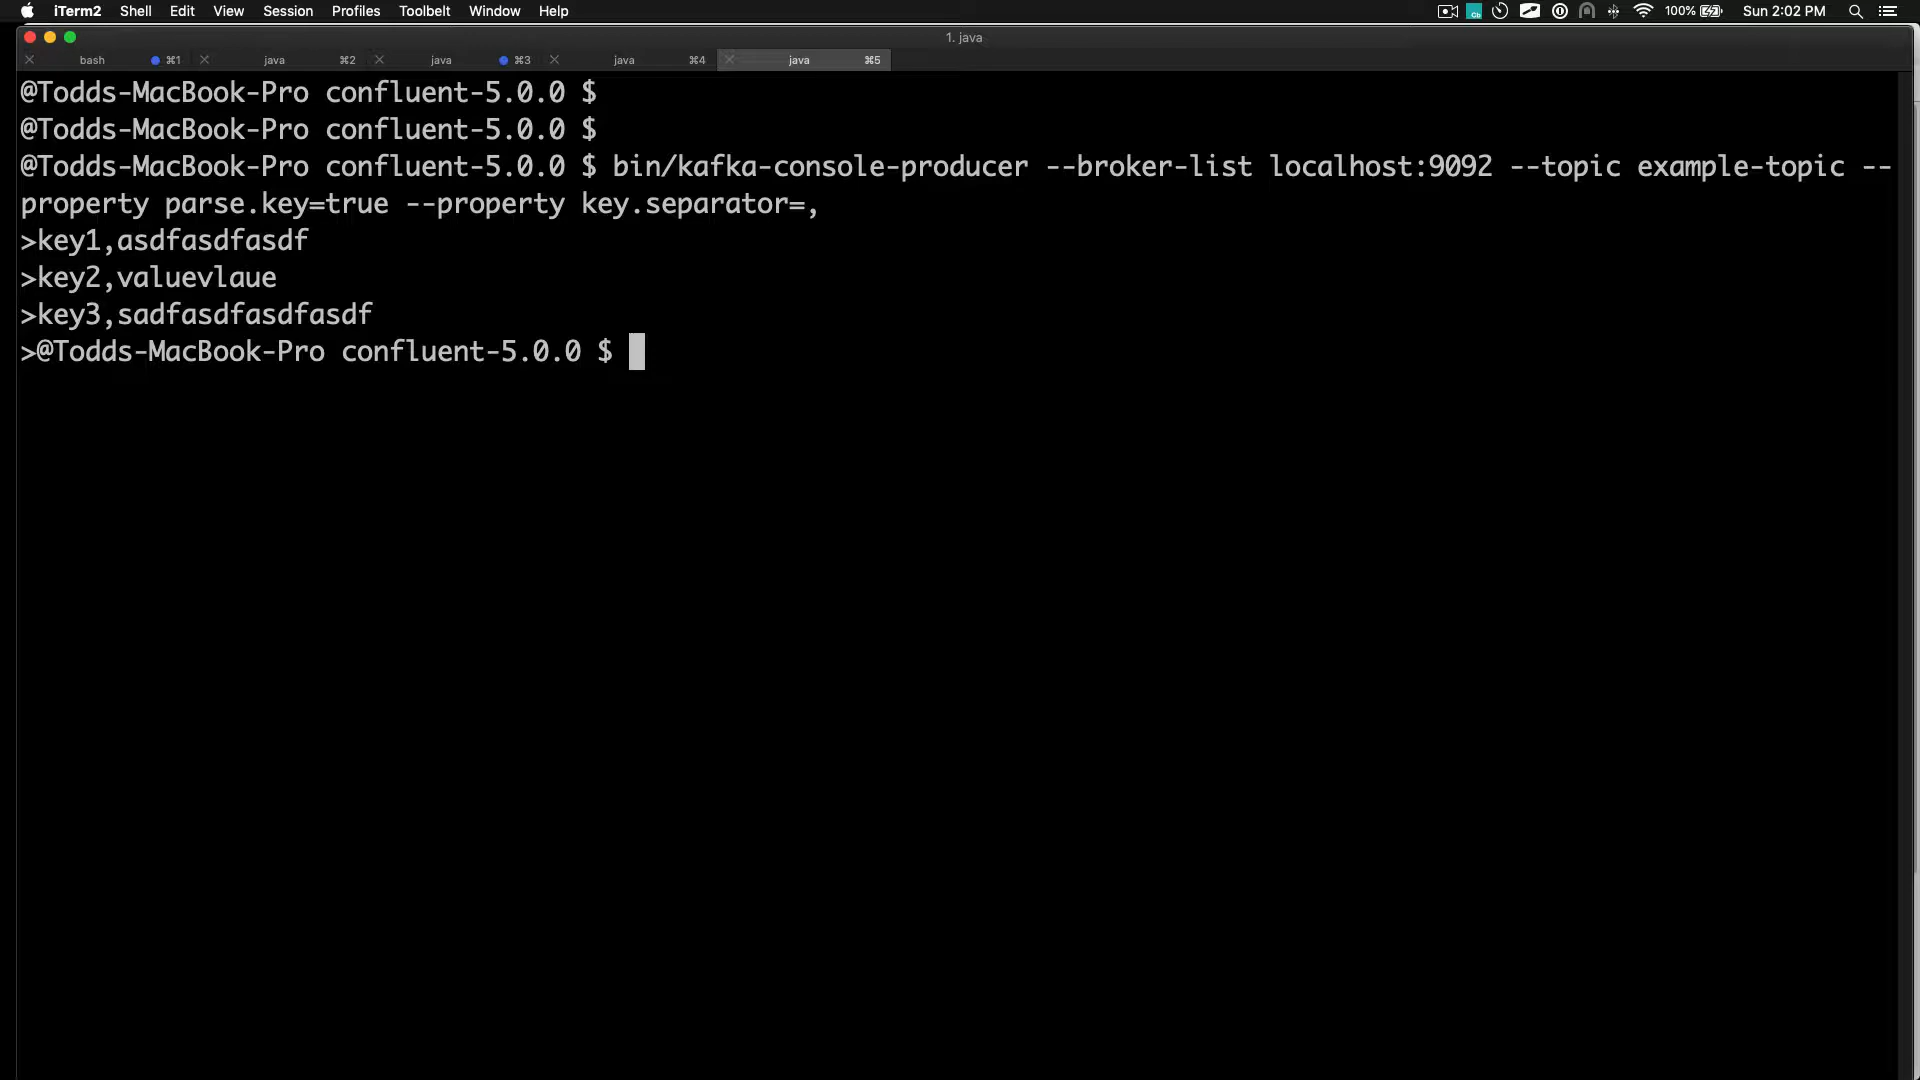 iTerm2 Shell Edit View Session Profiles Toolbelt Window Help 100% Sun 2:02 PM
1. java
bash ⌘1 java ⌘2 java ⌘3 java ⌘4 java ⌘5
@Todds-MacBook-Pro confluent-5.0.0 $
@Todds-MacBook-Pro confluent-5.0.0 $
@Todds-MacBook-Pro confluent-5.0.0 $ bin/kafka-console-producer --broker-list localhost:9092 --topic example-topic --
property parse.key=true --property key.separator=,
>key1,asdfasdfasdf
>key2,valuevlaue
>key3,sadfasdfasdfasdf
>@Todds-MacBook-Pro confluent-5.0.0 $